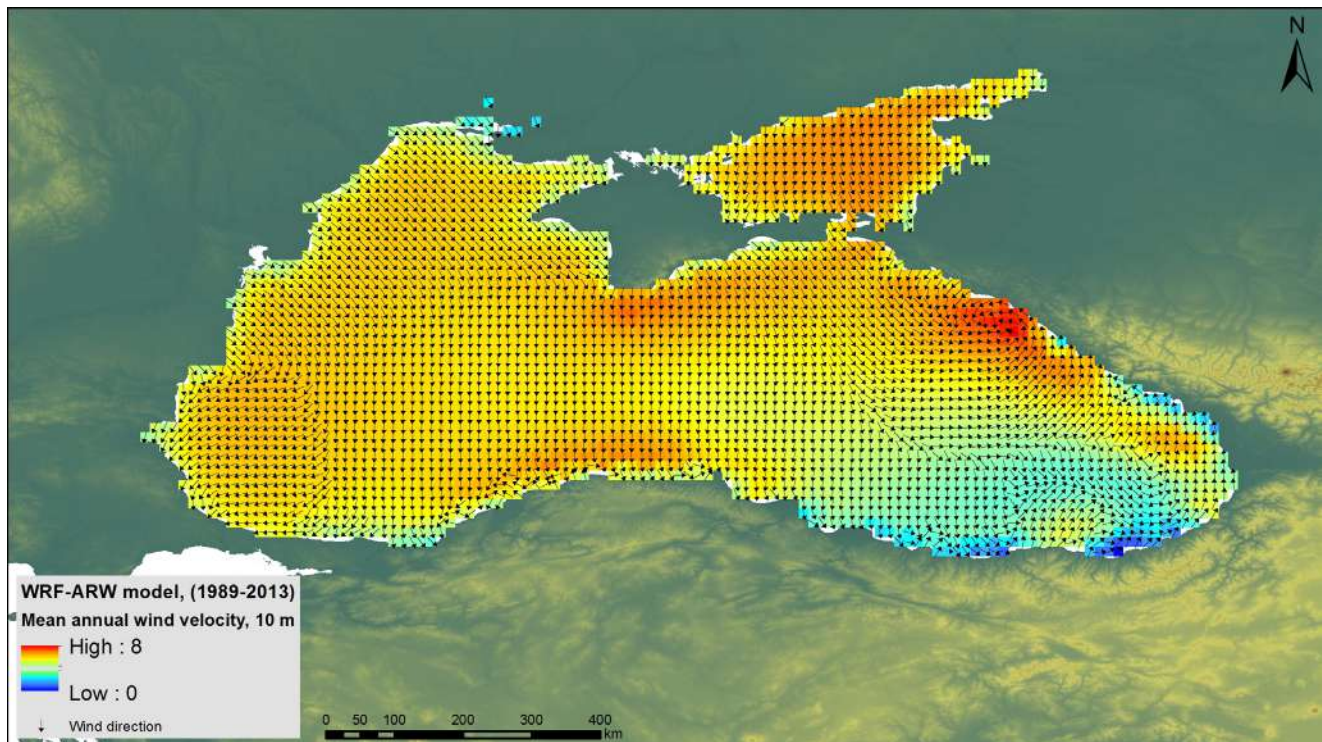 N
WRF-ARW model, (1989-2013)
Mean annual wind velocity, 10 m
High : 8
Low : 0
Wind direction
0 50 100 200 300 400
km